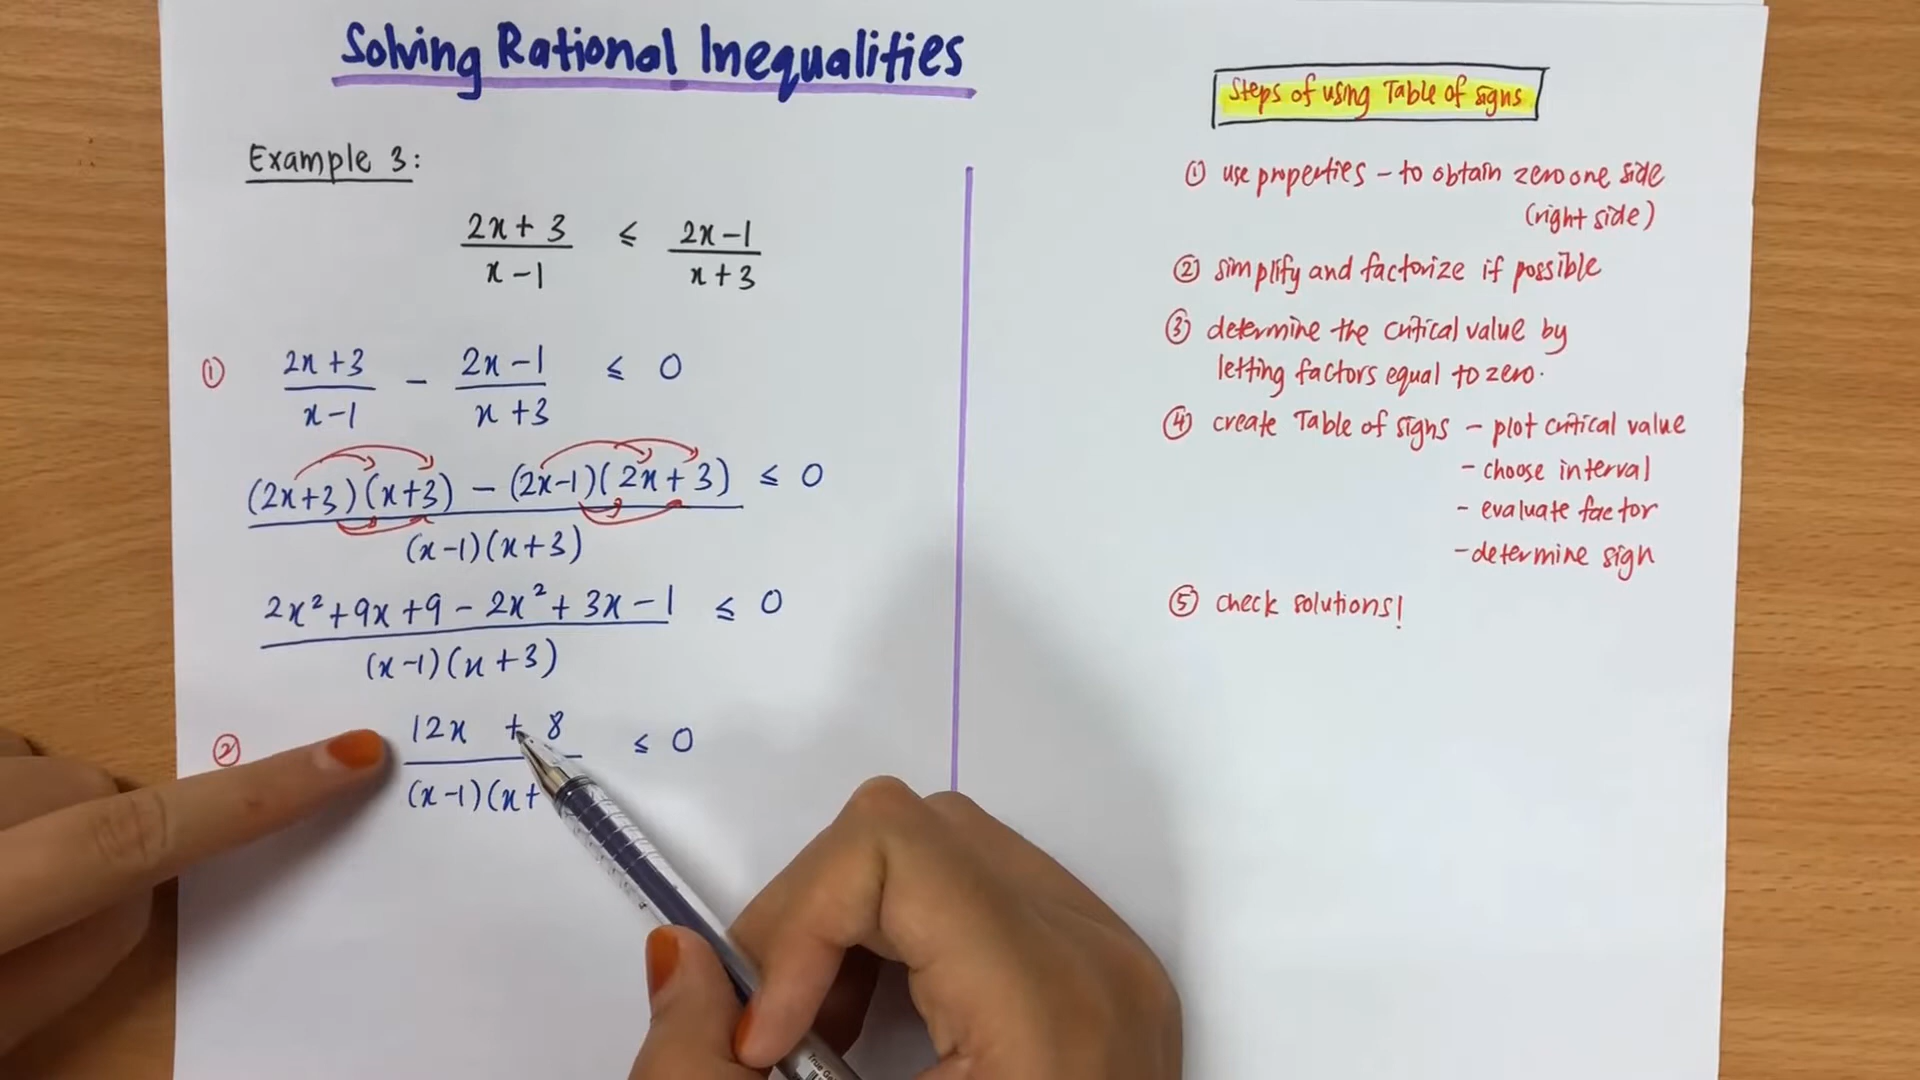 Solving Rational Inequalities
Example 3:
2x + 3 / x - 1 ≤ 2x - 1 / x + 3
① 2x + 3 / x - 1 - 2x - 1 / x + 3 ≤ 0
(2x+3)(x+3) - (2x-1)(2x+3) / (x-1)(x+3) ≤ 0
2x² + 9x + 9 - 2x² + 3x - 1 / (x-1)(x+3) ≤ 0
② 12x + 8 / (x-1)(x+ ≤ 0
Steps of using Table of signs
① use properties - to obtain zero one side
(right side)
② simplify and factorize if possible
③ determine the critical value by
letting factors equal to zero.
④ create Table of signs - plot critical value
- choose interval
- evaluate factor
- determine sign
⑤ check solutions!